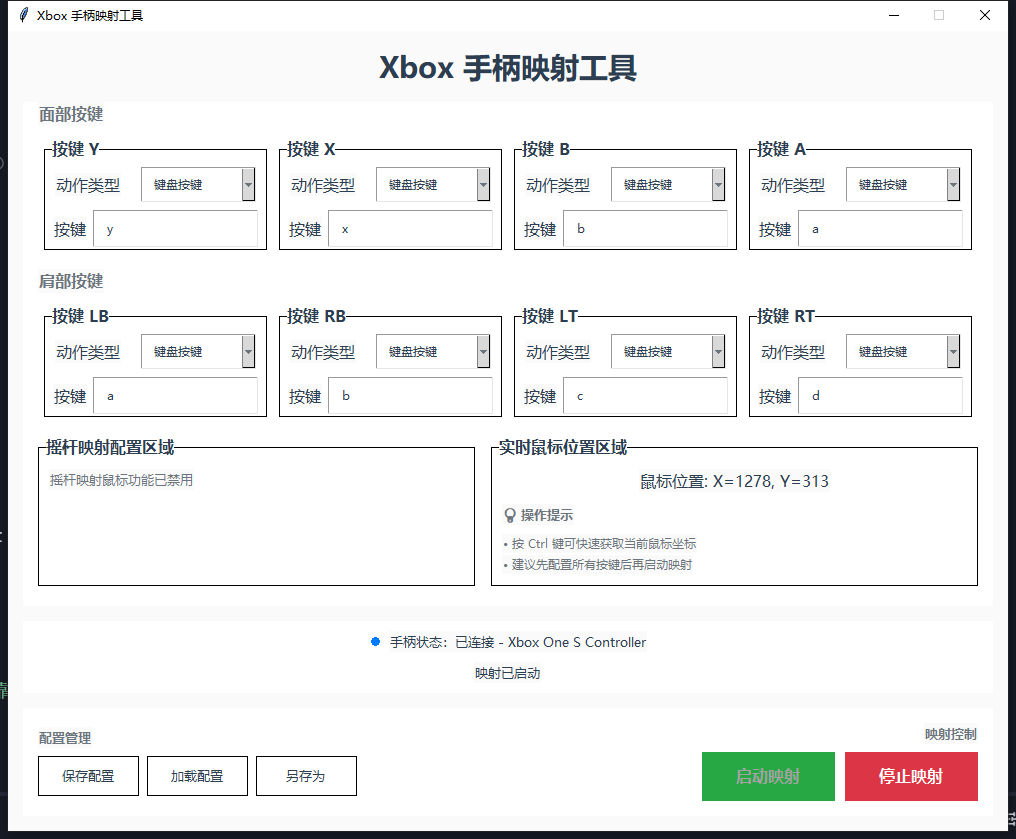 Xbox 手柄映射工具
Xbox 手柄映射工具
面部按键
按键 Y 按键 X 按键 B 按键 A
动作类型 键盘按键 动作类型 键盘按键 动作类型 键盘按键 动作类型 键盘按键
按键 y 按键 x 按键 b 按键 a
肩部按键
按键 LB 按键 RB 按键 LT 按键 RT
动作类型 键盘按键 动作类型 键盘按键 动作类型 键盘按键 动作类型 键盘按键
按键 a 按键 b 按键 c 按键 d
摇杆映射配置区域
摇杆映射鼠标功能已禁用
实时鼠标位置区域
鼠标位置: X=1278, Y=313
操作提示
• 按 Ctrl 键可快速获取当前鼠标坐标
• 建议先配置所有按键后再启动映射
手柄状态：已连接 - Xbox One S Controller
映射已启动
配置管理
保存配置 加载配置 另存为
映射控制
启动映射 停止映射